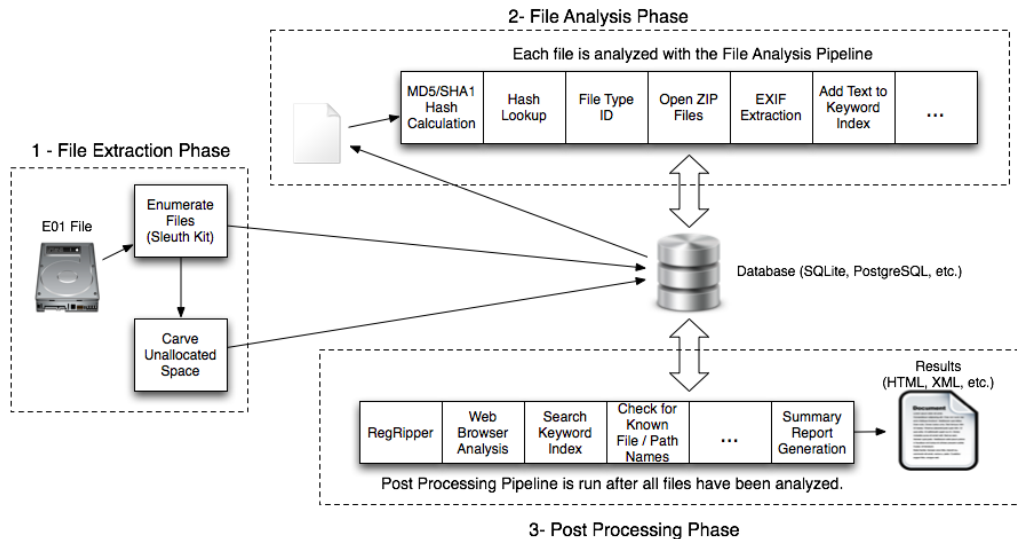 2- File Analysis Phase
Each file is analyzed with the File Analysis Pipeline
MD5/SHA1
Hash
Calculation
Hash
Lookup
File Type
ID
Open ZIP
Files
EXIF
Extraction
Add Text to
Keyword
Index
...
1 - File Extraction Phase
E01 File
Enumerate
Files
(Sleuth Kit)
Carve
Unallocated
Space
Database (SQLite, PostgreSQL, etc.)
Results
(HTML, XML, etc.)
Document
RegRipper
Web
Browser
Analysis
Search
Keyword
Index
Check for
Known
File / Path
Names
...
Summary
Report
Generation
Post Processing Pipeline is run after all files have been analyzed.
3- Post Processing Phase